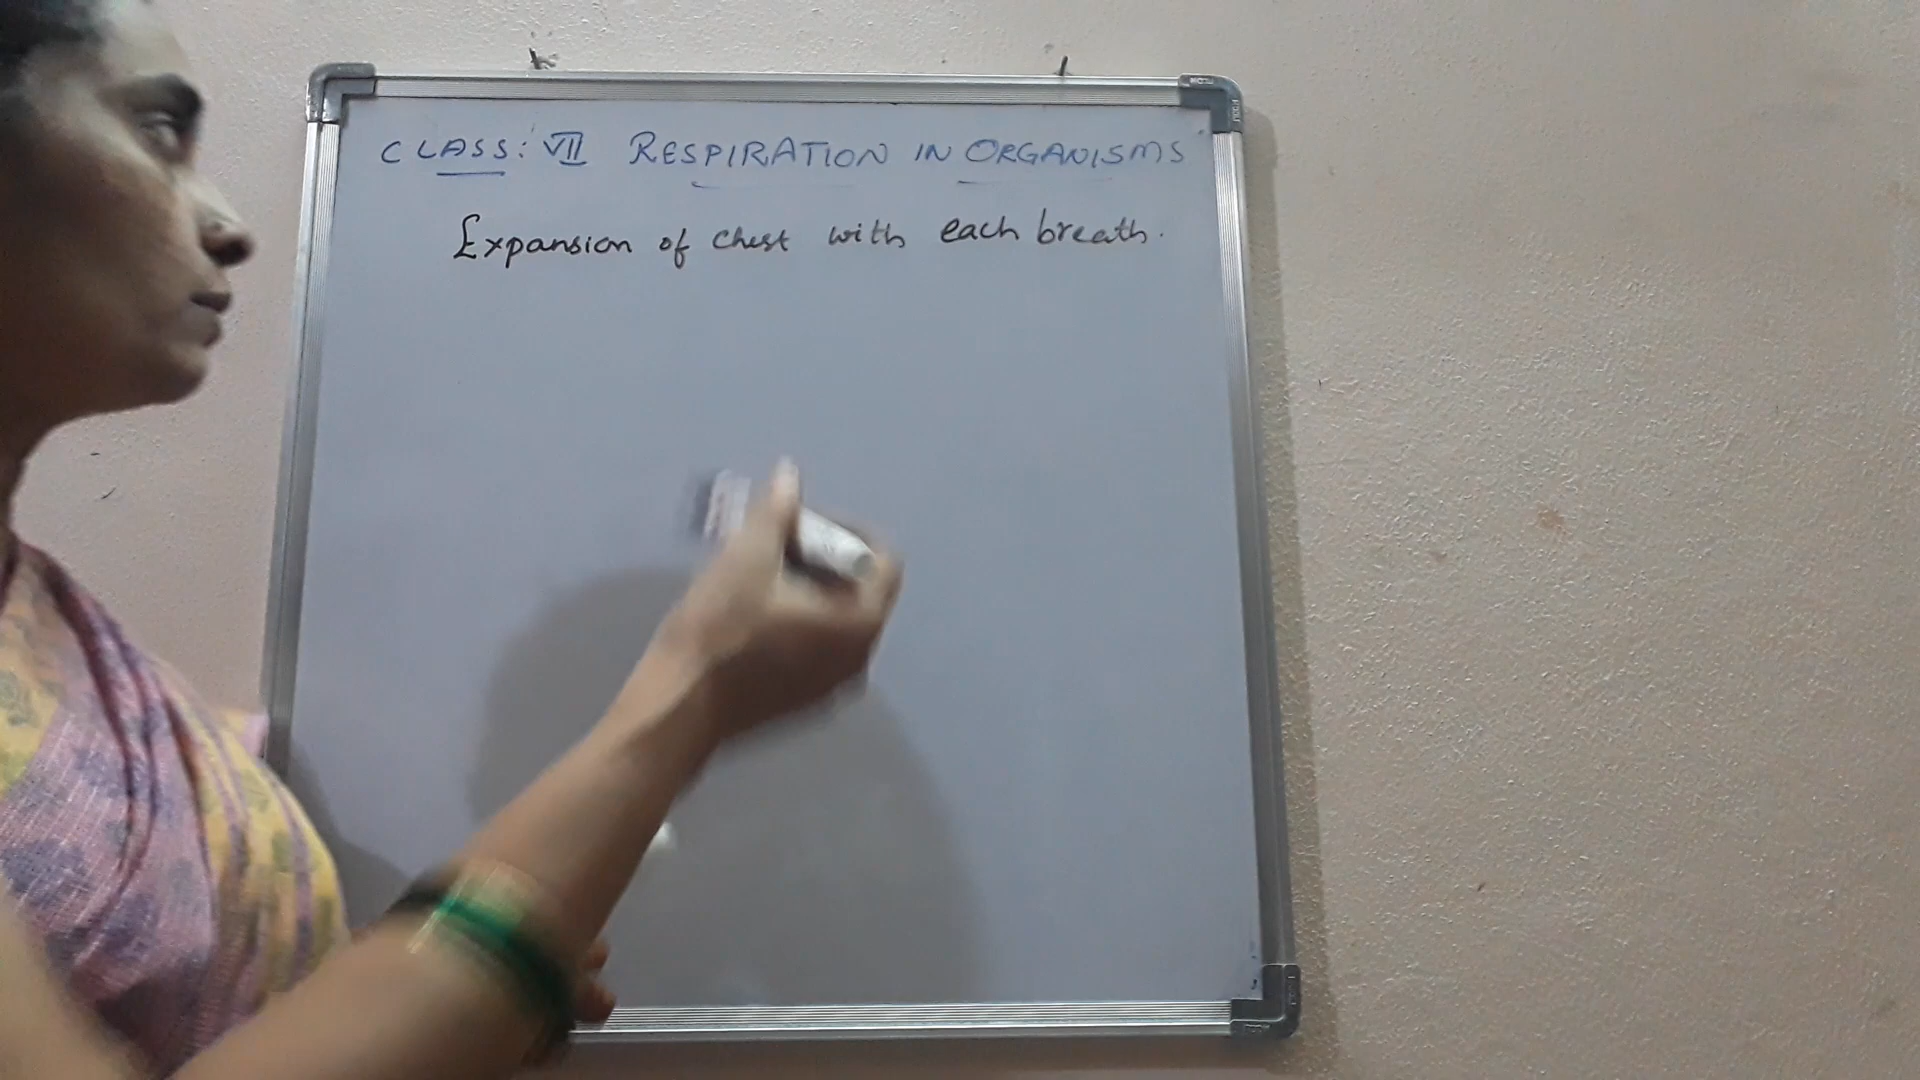 CLASS: VII RESPIRATION IN ORGANISMS
Expansion of chest with each breath.